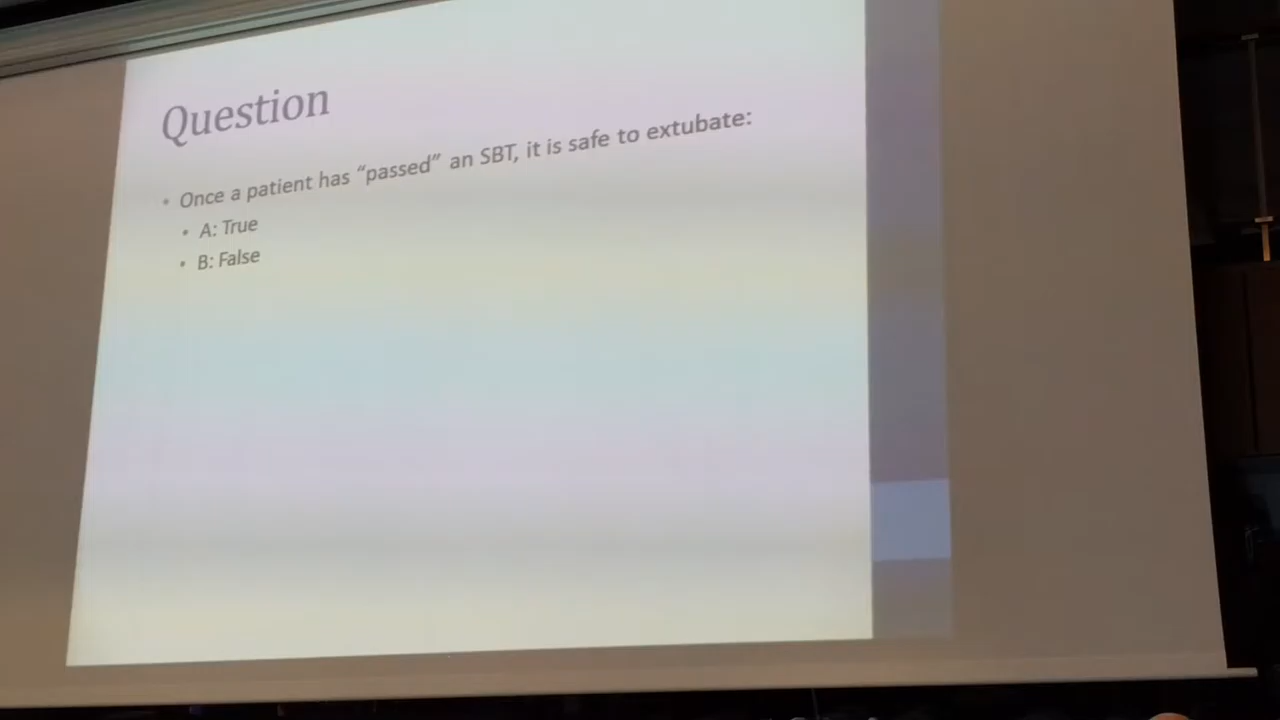 Question
• Once a patient has “passed” an SBT, it is safe to extubate:
• A: True
• B: False